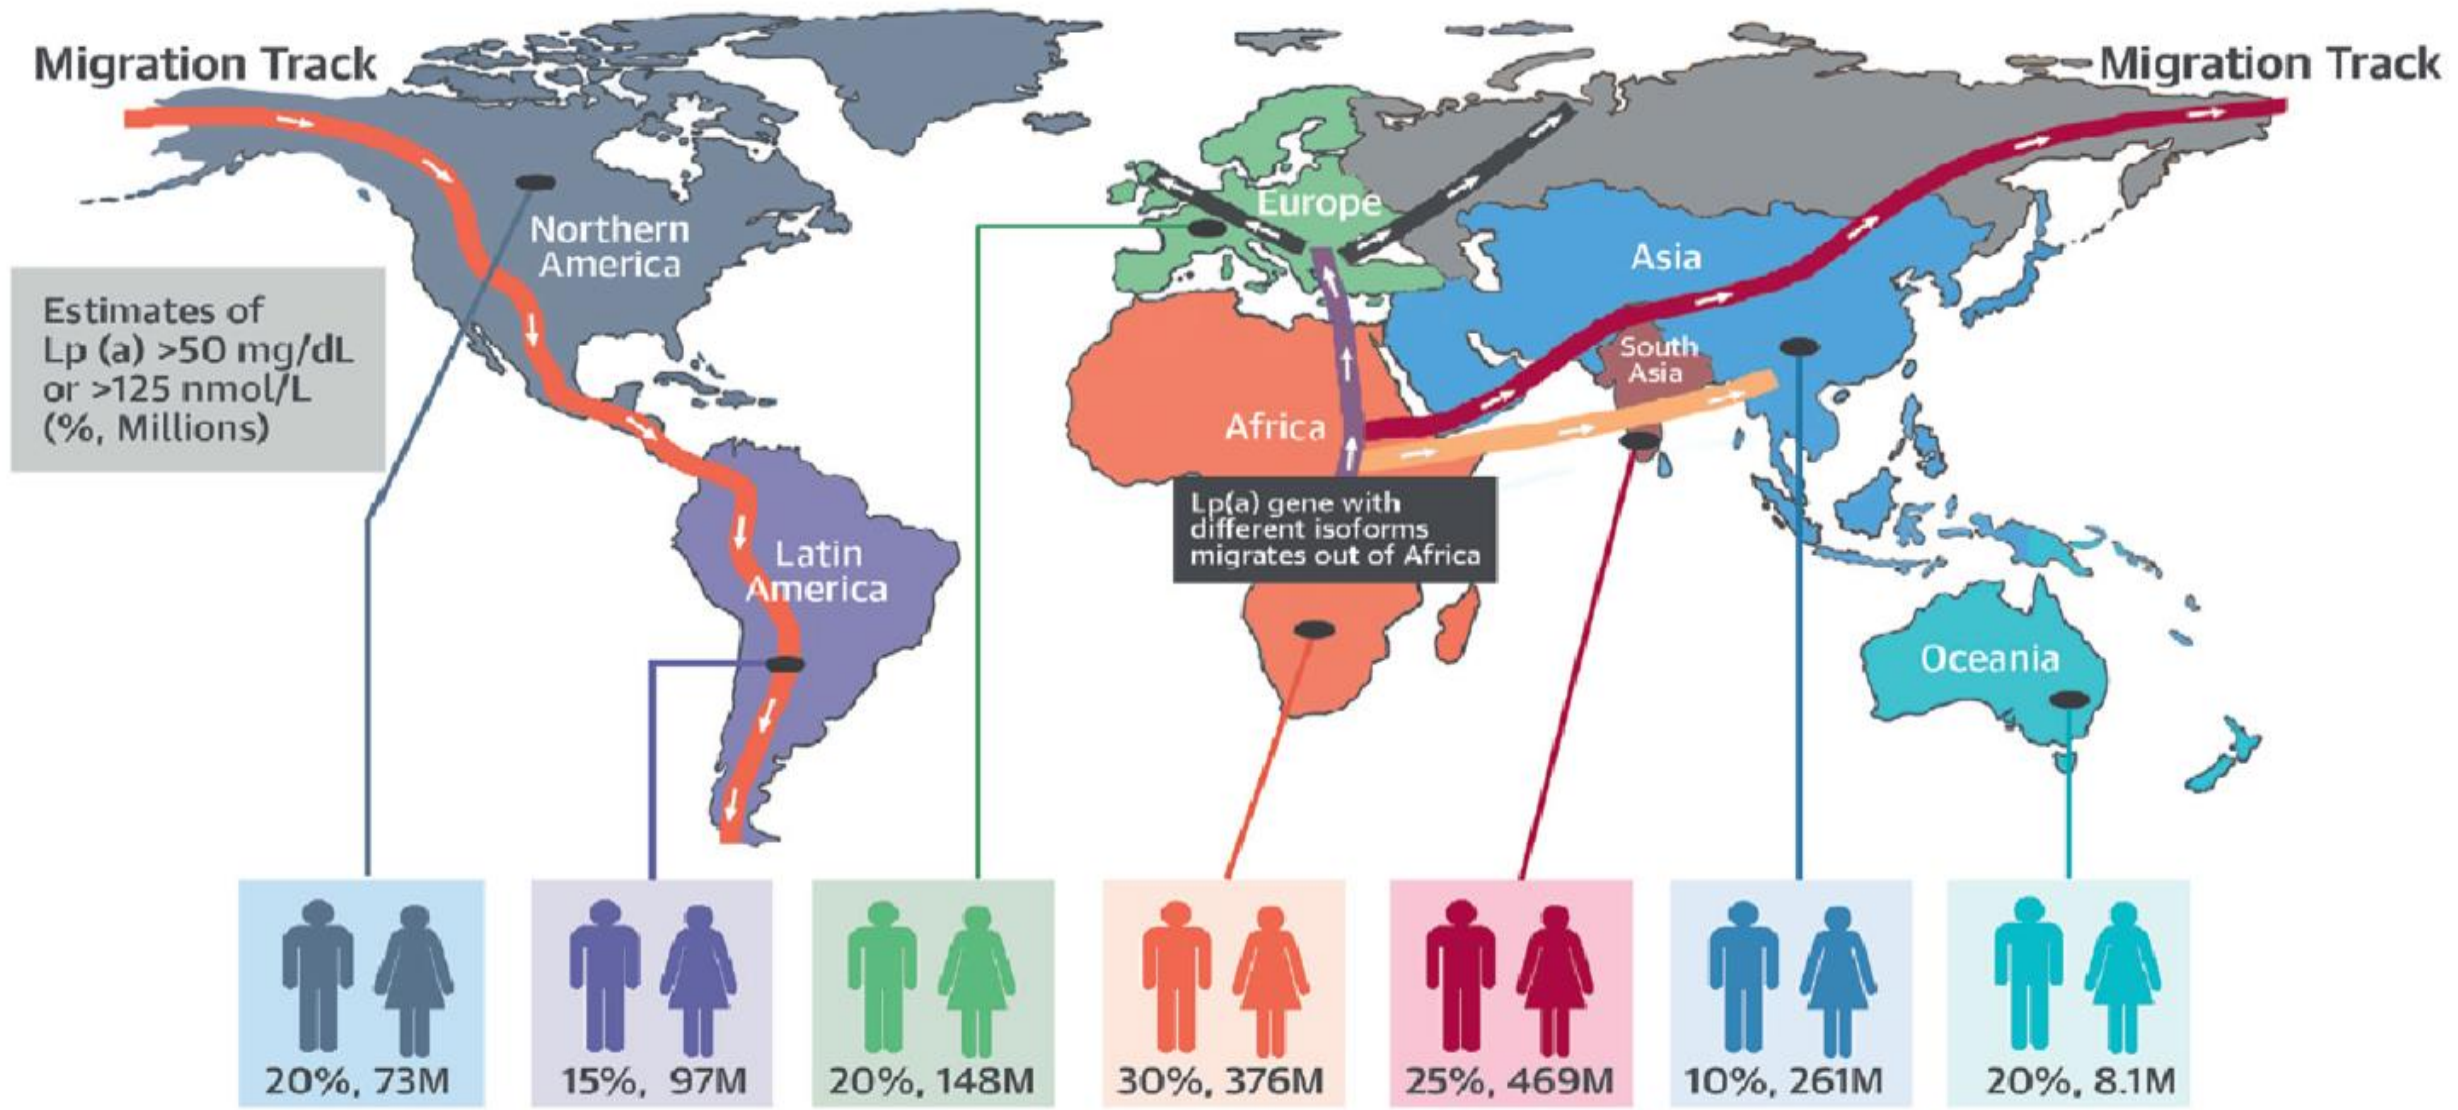 Migration Track
Migration Track
Europe
Northern
America
Asia
Estimates of
Lp (a) >50 mg/dL
or >125 nmol/L
(%, Millions)
South
Asia
Africa
Lp(a) gene with
different isoforms
migrates out of Africa
Latin
America
Oceania
20%, 73M
15%, 97M
20%, 148M
30%, 376M
25%, 469M
10%, 261M
20%, 8.1M